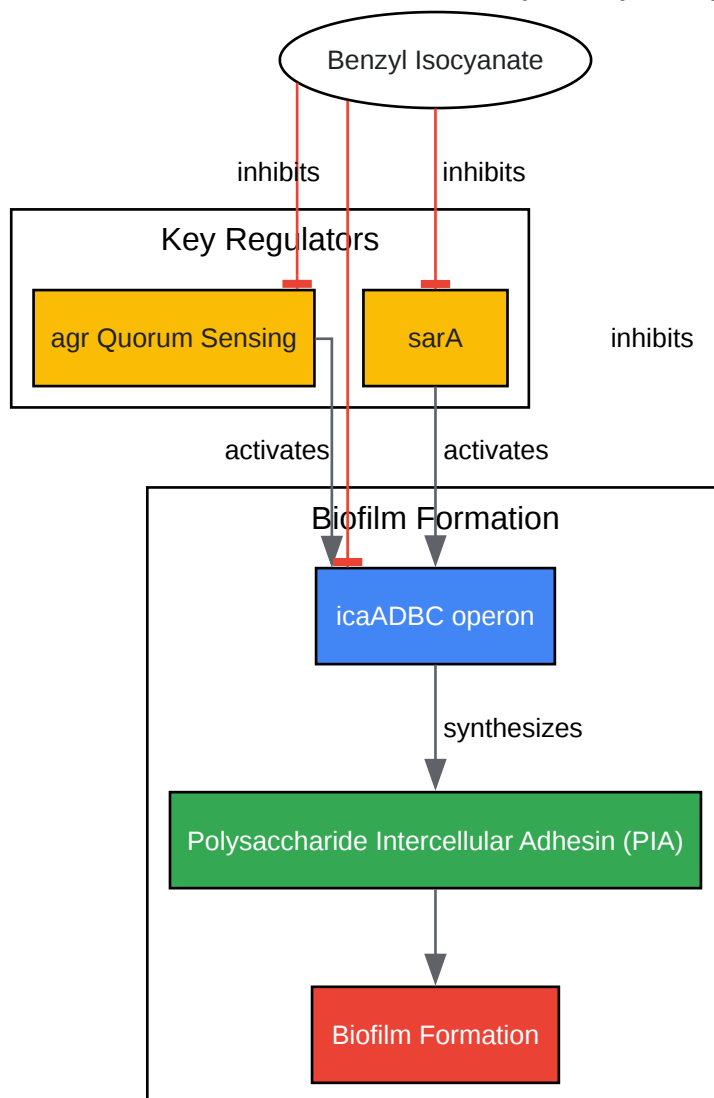 Benzyl Isocyanate
inhibits
inhibits
Key Regulators
agr Quorum Sensing
sarA
inhibits
activates
activates
Biofilm Formation
icaADBC operon
synthesizes
Polysaccharide Intercellular Adhesin (PIA)
Biofilm Formation